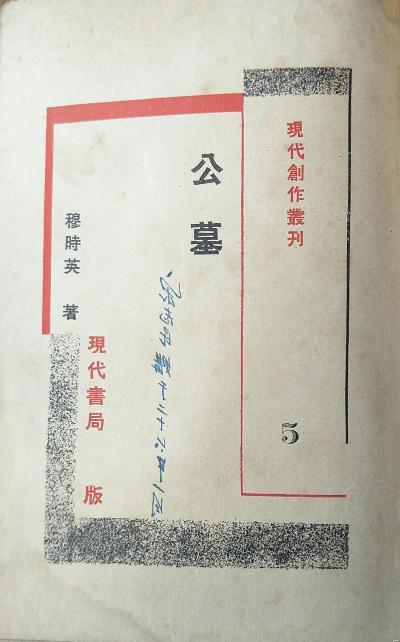 現代創作叢刊
5
公墓
穆時英 著
現代書局 版